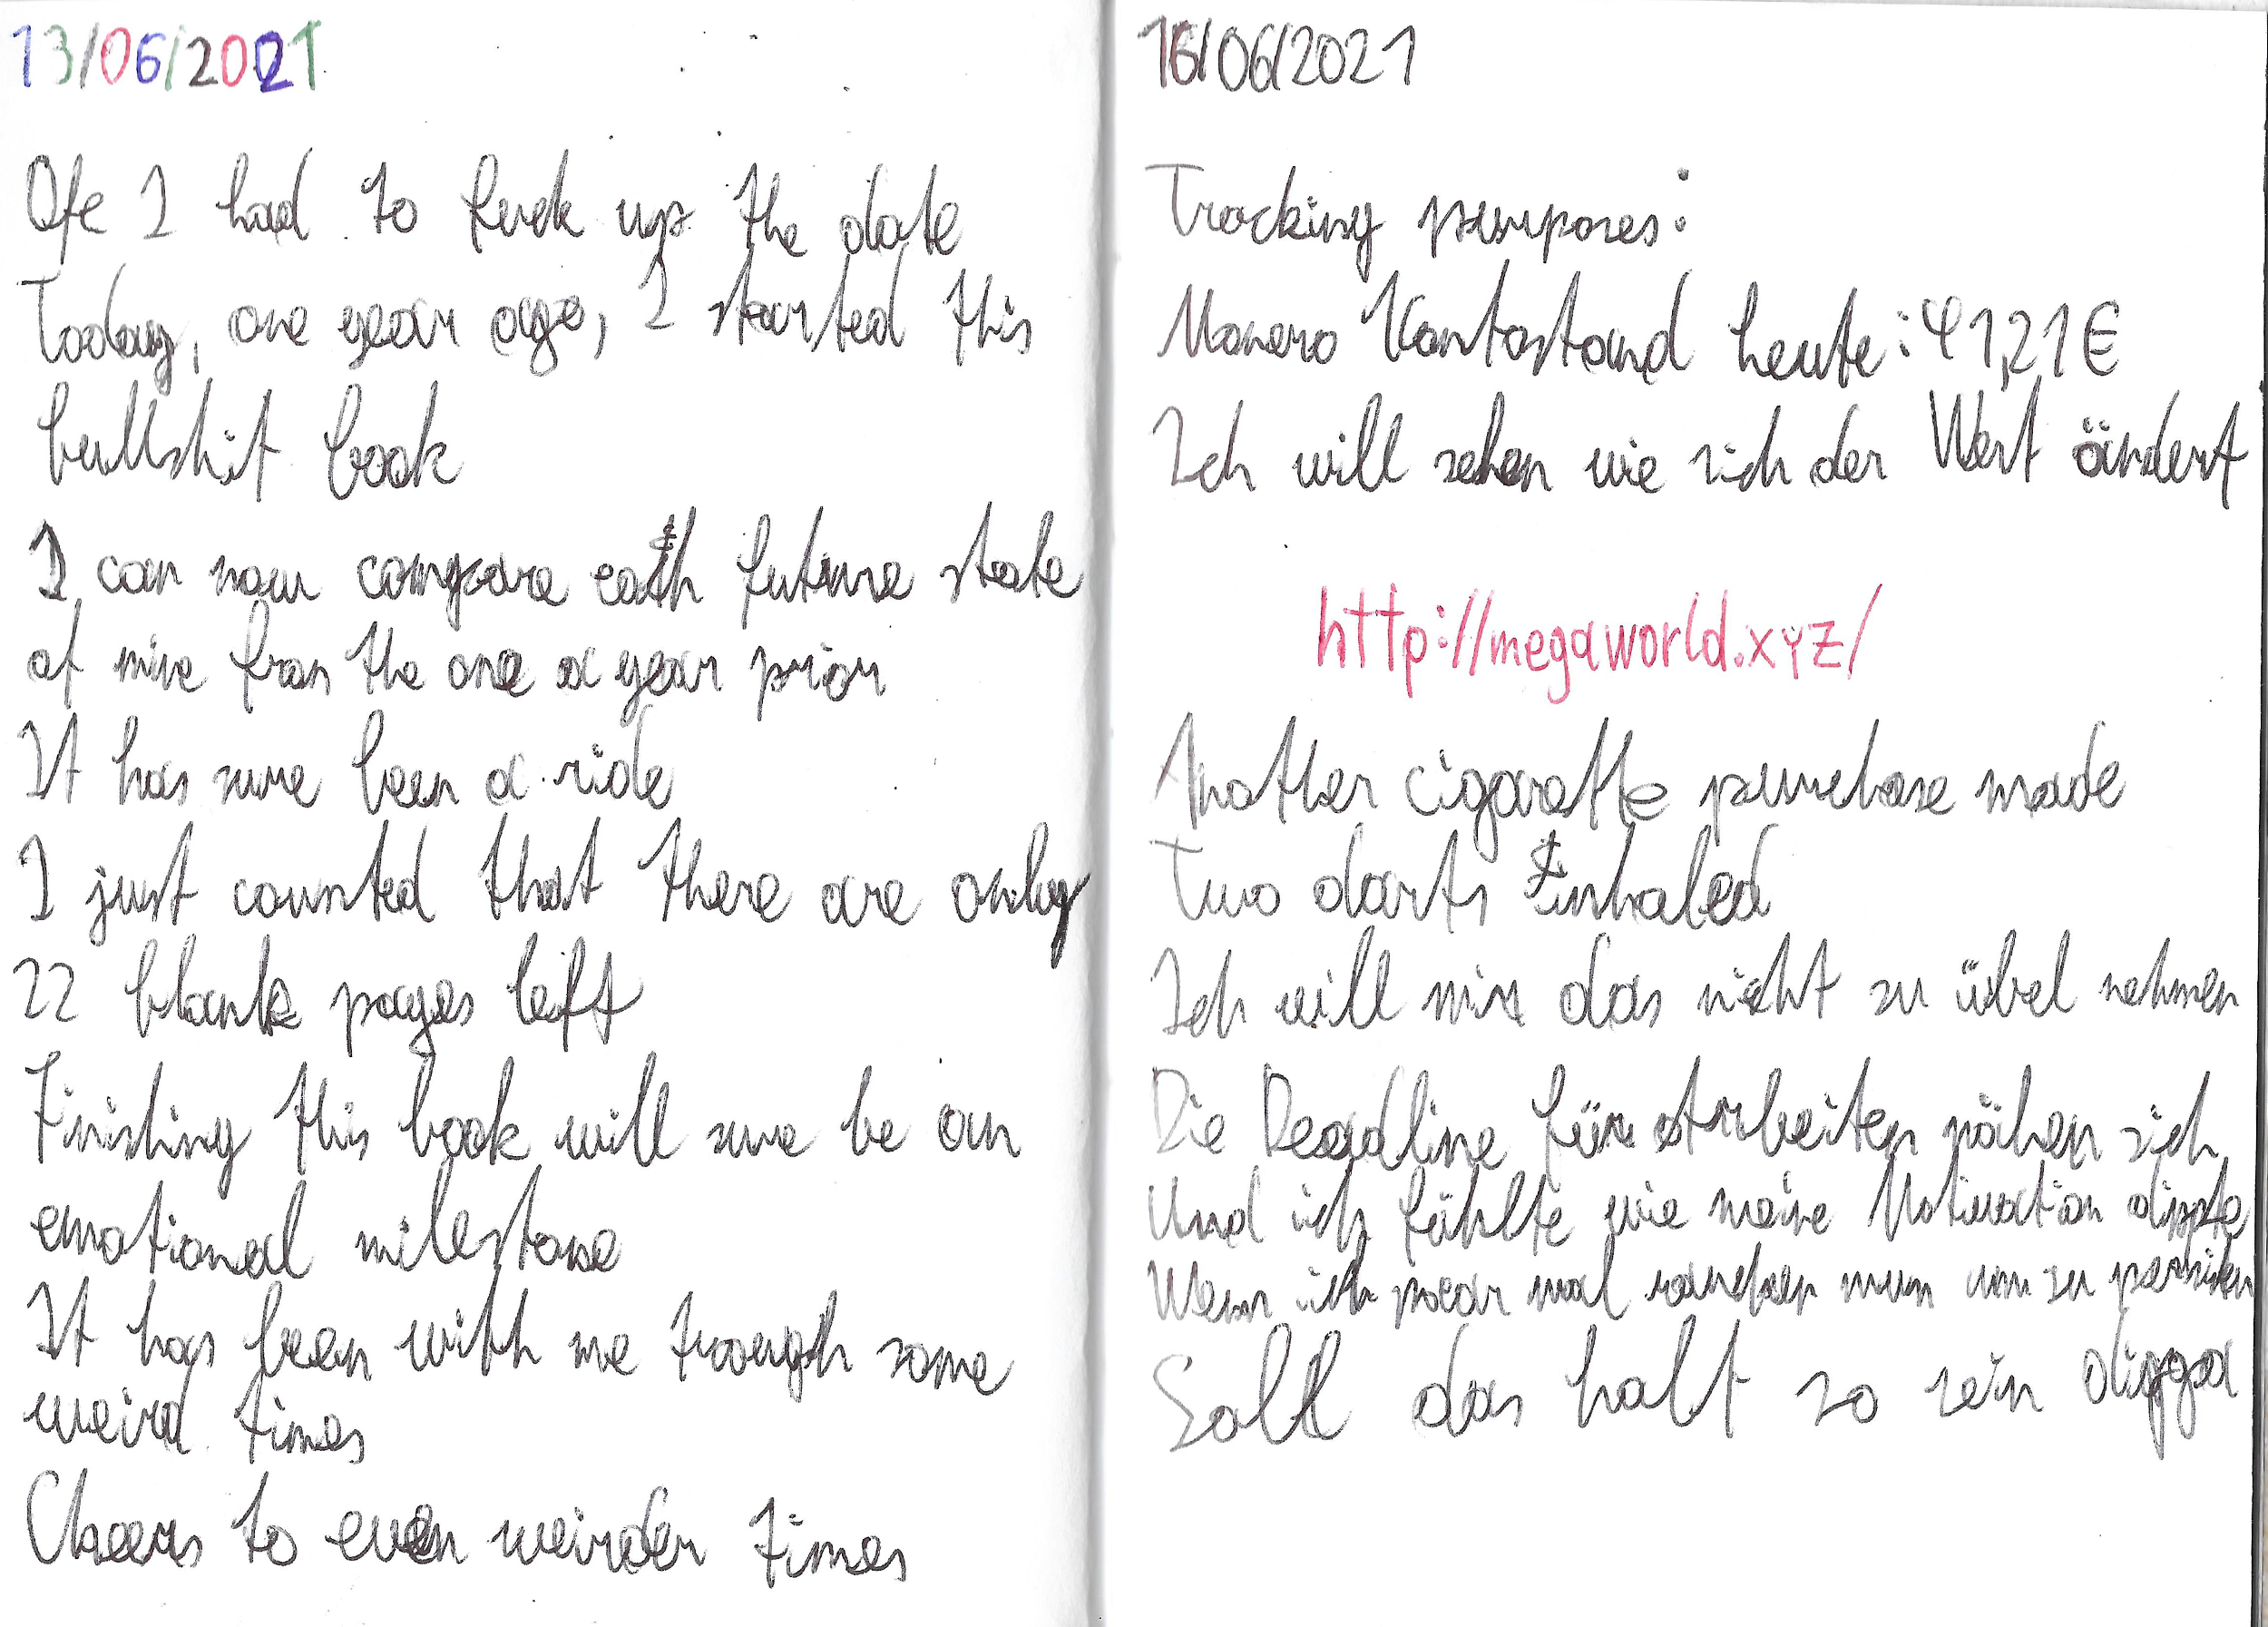 13/06/2021
Ofe I had to fuck up the date
Today, one year ago, I started this
bullshit book
I can now compare each future state
of mine from the one a year prior
It has sure been a ride
I just counted that there are only
22 blank pages left
Finishing this book will sure be an
emotional milestone
It has been with me trough some
weird times
Cheers to even weirder times
16/06/2021
Tracking purposes:
Monero Kontostand heute: 41,21€
Ich will sehen wie sich der Wert ändert
http://megaworld.xyz/
Another cigarette purchase made
Two darts inhaled
Ich will mir das nicht zu übel nehmen
Die Deadline für Arbeiten nähen sich
Und ich fühlte wie meine Motivation dippte
Wenn ich paar mal rauchen muss um zu
Soll das halt so sein digga